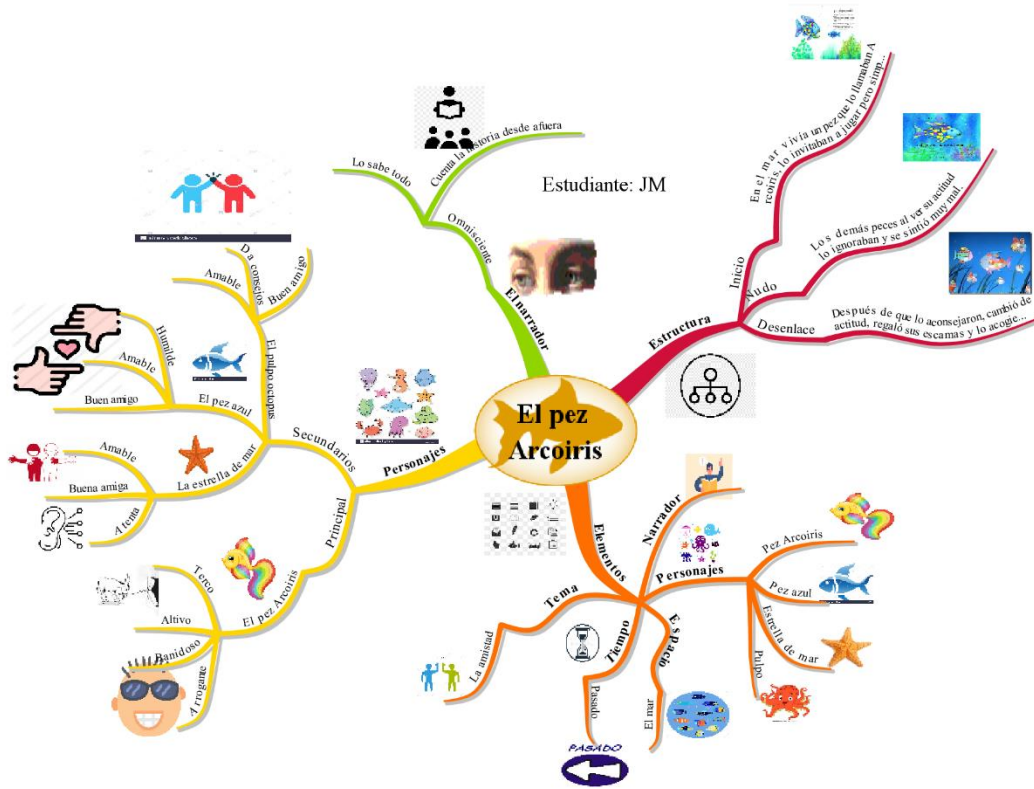 El pez
Arcoiris
Estudiante: JM
El narrador
Omnisciente
Lo sabe todo
Cuenta la historia desde afuera
Estructura
Inicio
En el mar vivía un pez que lo llamaban A
rcoiris, lo invitaban a jugar pero simp...
Nudo
Los demás peces al ver su actitud
lo ignoraban y se sintió muy mal.
Desenlace
Después de que lo aconsejaron, cambió de
actitud, regaló sus escamas y lo acogie...
Elementos
Narrador
Personajes
Pez Arcoiris
Pez azul
Estrella de mar
Pulpo
Espacio
El mar
Tiempo
Pasado
PASADO
Tema
La amistad
Personajes
Secundarios
El pulpo octopus
Amable
Da consejos
Buen amigo
El pez azul
Humilde
Amable
Buen amigo
La estrella de mar
Amable
Buena amiga
Atenta
Principal
El pez Arcoiris
Terco
Altivo
Banidoso
Arrogante